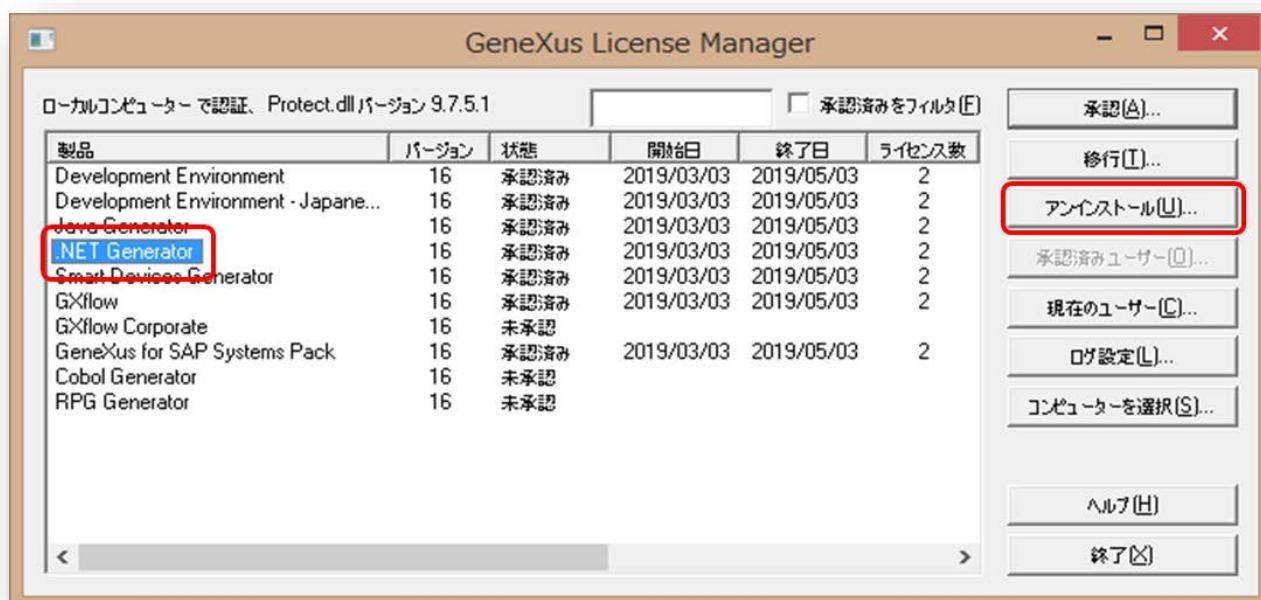 GeneXus License Manager
ローカルコンピューター で認証、Protect.dll バージョン 9.7.5.1
承認済みをフィルタ(F)
承認(A)...
製品 バージョン 状態 開始日 終了日 ライセンス数
移行(T)...
Development Environment 16 承認済み 2019/03/03 2019/05/03 2
Development Environment - Japane... 16 承認済み 2019/03/03 2019/05/03 2
アンインストール(U)...
Java Generator 16 承認済み 2019/03/03 2019/05/03 2
.NET Generator 16 承認済み 2019/03/03 2019/05/03 2
承認済みユーザー(O)...
Smart Devices Generator 16 承認済み 2019/03/03 2019/05/03 2
GXflow 16 承認済み 2019/03/03 2019/05/03 2
現在のユーザー(C)...
GXflow Corporate 16 未承認
GeneXus for SAP Systems Pack 16 承認済み 2019/03/03 2019/05/03 2
ログ設定(L)...
Cobol Generator 16 未承認
RPG Generator 16 未承認
コンピューターを選択(S)...
ヘルプ(H)
終了(X)